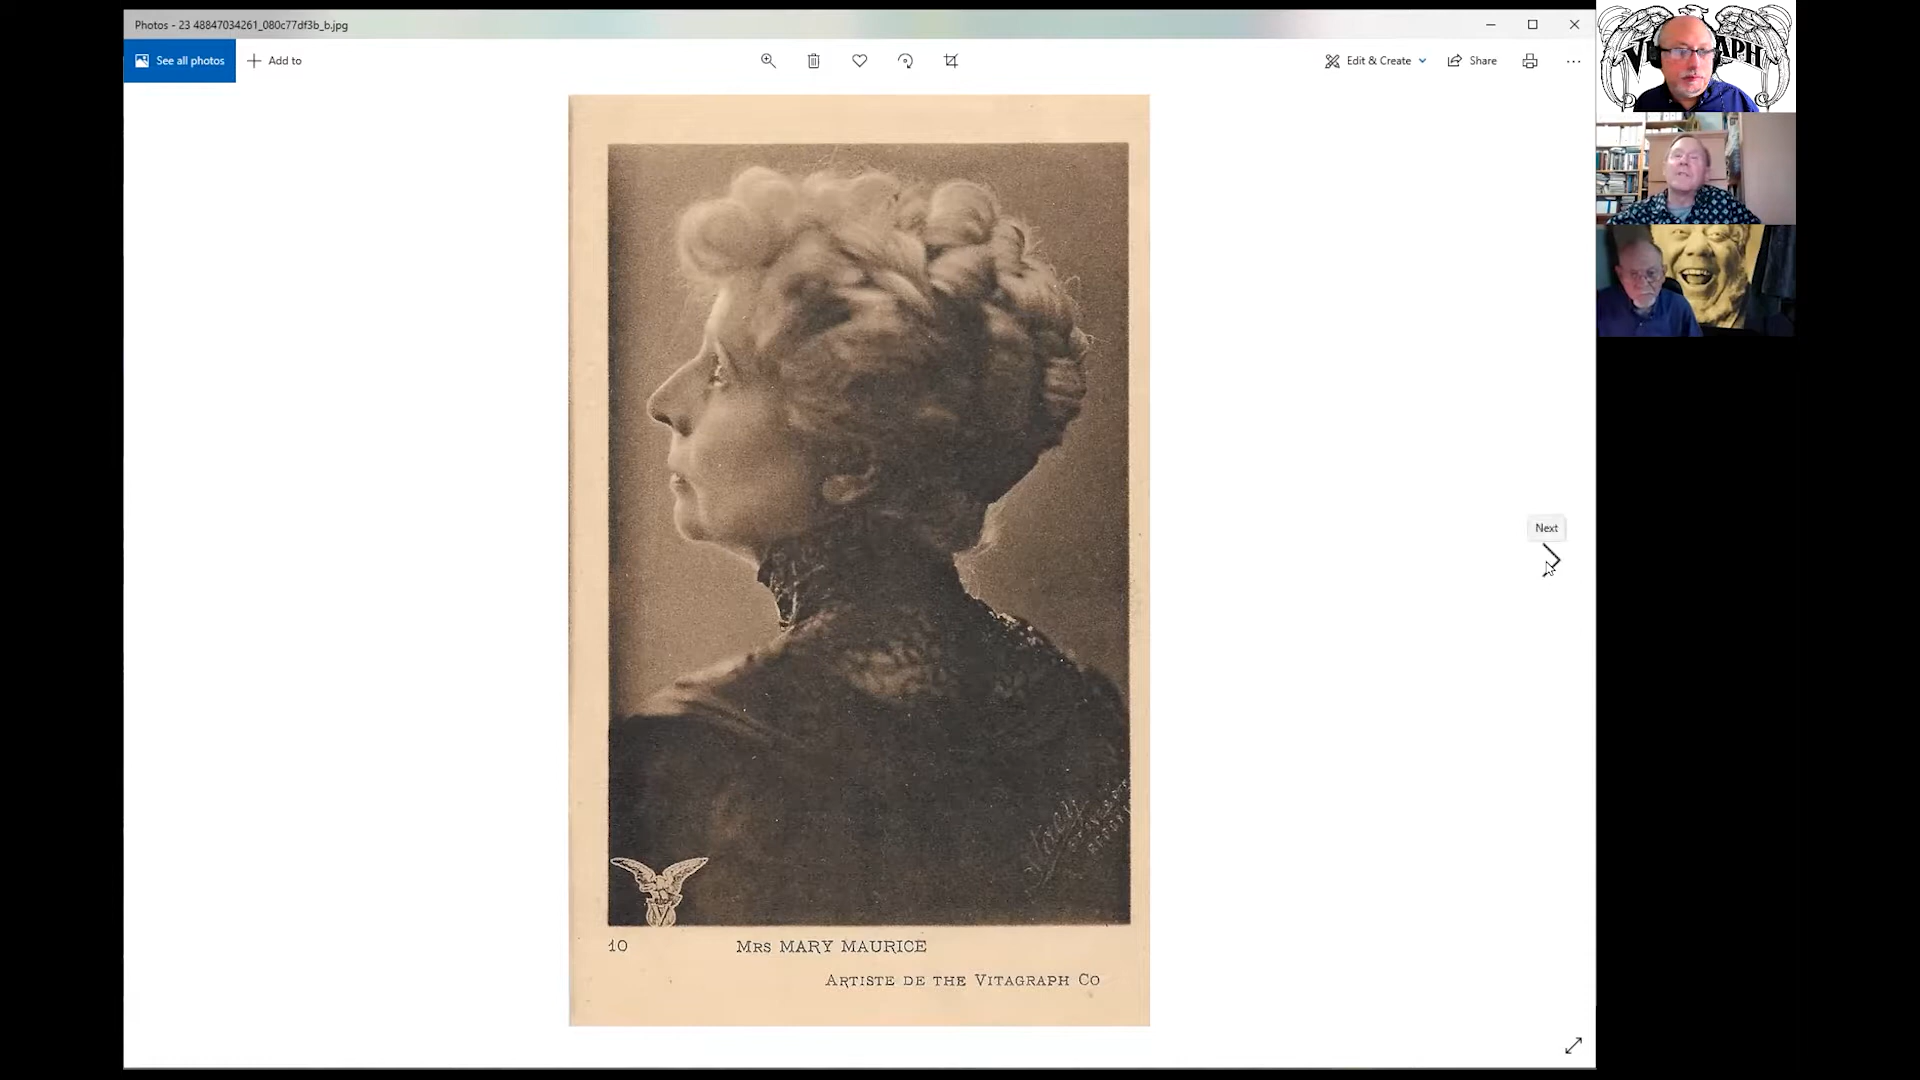 Photos - 23 48847034261_080c77df3b_b.jpg
See all photos
Add to
Edit & Create
Share
Next
10 Mrs MARY MAURICE
ARTISTE DE THE VITAGRAPH CO